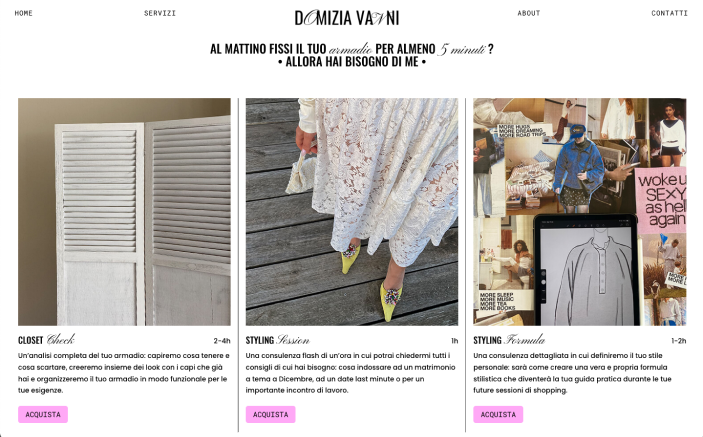 HOME
SERVIZI
DOMIZIA VANNI
ABOUT
CONTATTI
AL MATTINO FISSI IL TUO armadio PER ALMENO 5 minuti ?
• ALLORA HAI BISOGNO DI ME •
MORE HUGS
MORE DREAMING
MORE ROAD TRIPS
woke u
SEXY
as hell
again
MORE SLEEP
MORE MUSIC
MORE TEA
MORE BOOKS
CLOSET Check
2-4h
Un'analisi completa del tuo armadio: capiremo cosa tenere e
cosa scartare, creeremo insieme dei look con i capi che già
hai e organizzeremo il tuo armadio in modo funzionale per le
tue esigenze.
ACQUISTA
STYLING Session
1h
Una consulenza flash di un'ora in cui potrai chiedermi tutti i
consigli di cui hai bisogno: cosa indossare ad un matrimonio
a tema a Dicembre, ad un date last minute o per un
importante incontro di lavoro.
ACQUISTA
STYLING Formula
1-2h
Una consulenza dettagliata in cui definiremo il tuo stile
personale: sarà come creare una vera e propria formula
stilistica che diventerà la tua guida pratica durante le tue
future sessioni di shopping.
ACQUISTA